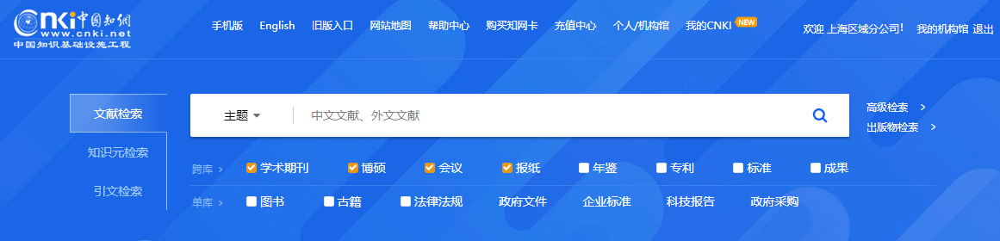 CNKI中国知网
www.cnki.net
中国知识基础设施工程
手机版 English 旧版入口 网站地图 帮助中心 购买知网卡 充值中心 个人/机构馆 我的CNKI NEW
欢迎 上海区域分公司! 我的机构馆 退出
文献检索
知识元检索
引文检索
主题 中文文献、外文文献
高级检索 >
出版物检索 >
跨库 > 学术期刊 博硕 会议 报纸 年鉴 专利 标准 成果
单库 > 图书 古籍 法律法规 政府文件 企业标准 科技报告 政府采购